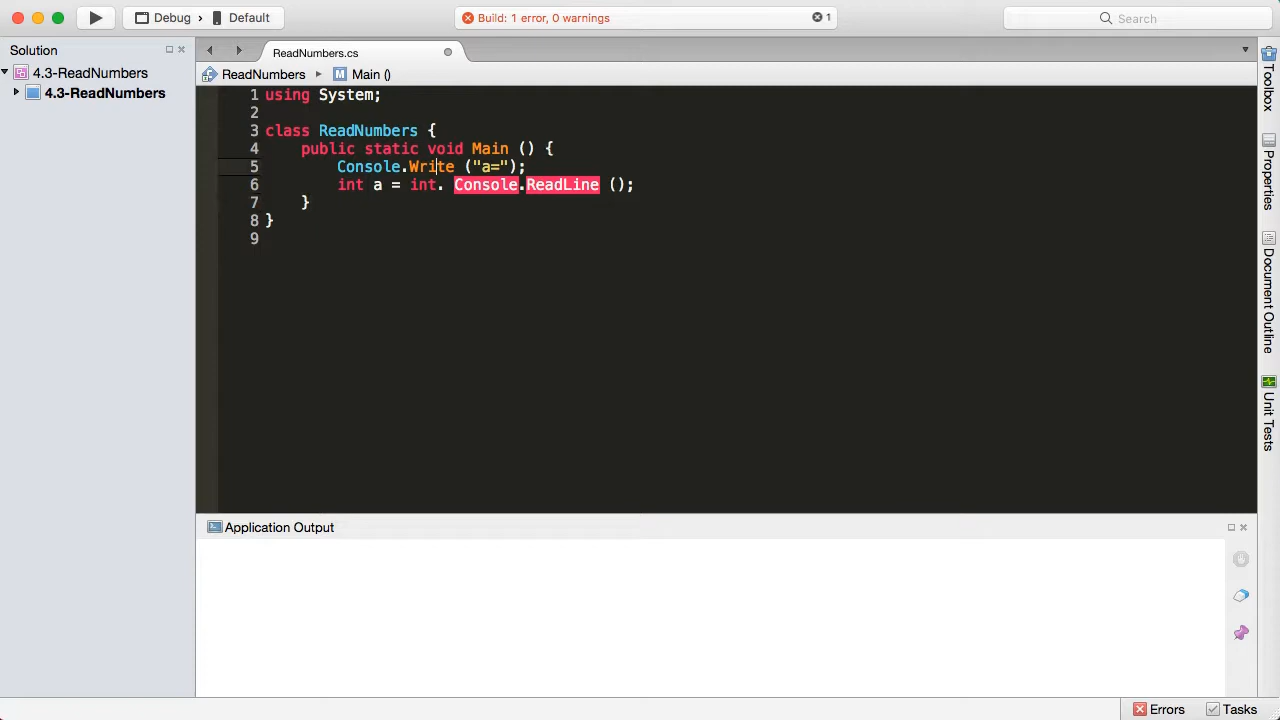 Debug › Default
Build: 1 error, 0 warnings
1
Search
Solution
ReadNumbers.cs
4.3-ReadNumbers
4.3-ReadNumbers
ReadNumbers
Main ()
1 using System;
2
3 class ReadNumbers {
4 public static void Main () {
5 Console.Write ("a=");
6 int a = int. Console.ReadLine ();
7 }
8 }
9
Toolbox
Properties
Document Outline
Unit Tests
Application Output
Errors
Tasks